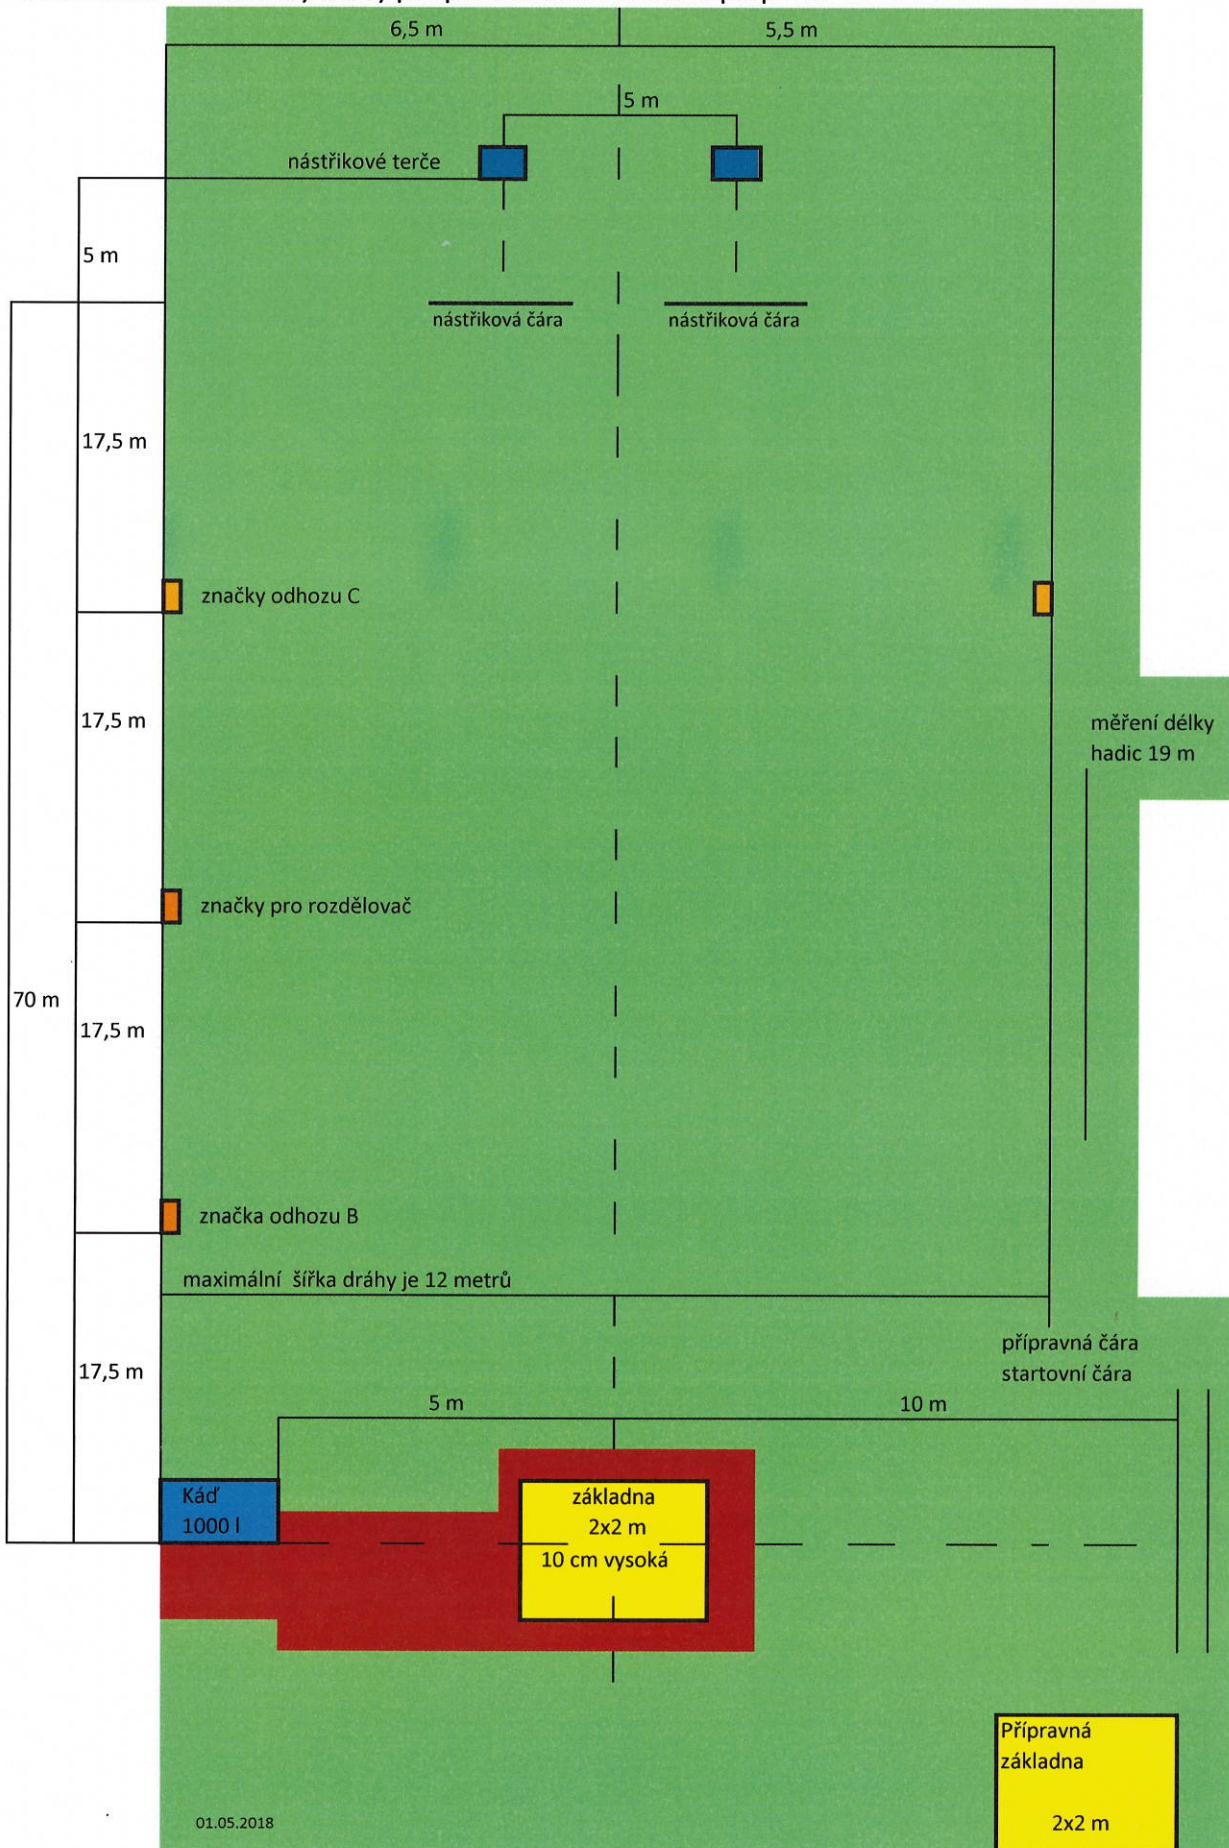 6,5 m
5,5 m
5 m
nástřikové terče
5 m
nástřiková čára
nástřiková čára
17,5 m
značky odhozu C
17,5 m
měření délky
hadic 19 m
značky pro rozdělovač
70 m
17,5 m
značka odhozu B
maximální šířka dráhy je 12 metrů
přípravná čára
startovní čára
17,5 m
5 m
10 m
Káď
1000 l
základna
2x2 m
10 cm vysoká
Přípravná
základna
2x2 m
01.05.2018